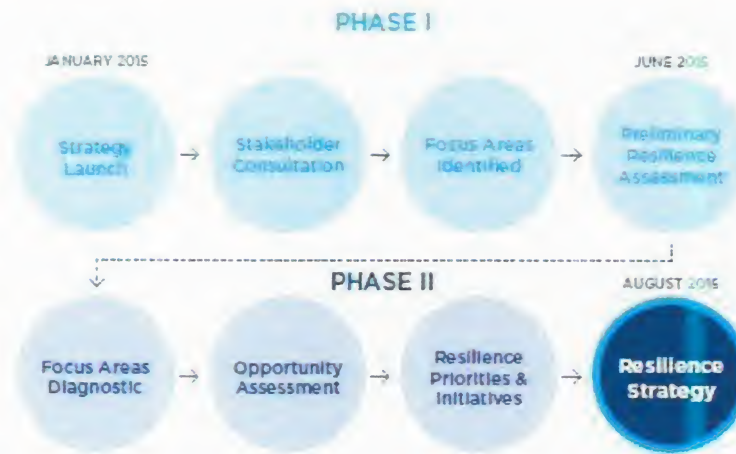 PHASE I
JANUARY 2015
JUNE 2015
Strategy
Launch
Stakeholder
Consultation
Focus Areas
Identified
Preliminary
Resilience
Assessment
PHASE II
AUGUST 2015
Focus Areas
Diagnostic
Opportunity
Assessment
Resilience
Priorities &
Initiatives
Resilience
Strategy